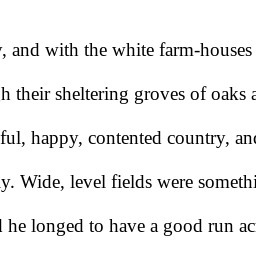 , and with the white farm-houses
h their sheltering groves of oaks a
ful, happy, contented country, and
y. Wide, level fields were somethi
he longed to have a good run ac